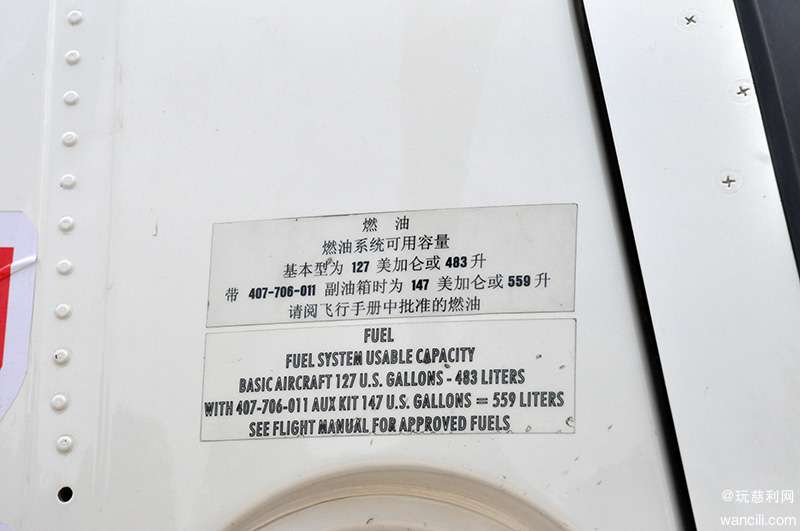 燃 油
燃油系统可用容量
基本型为 127 美加仑或 483 升
带 407-706-011 副油箱时为 147 美加仑或 559 升
请阅飞行手册中批准的燃油
FUEL
FUEL SYSTEM USABLE CAPACITY
BASIC AIRCRAFT 127 U.S. GALLONS - 483 LITERS
WITH 407-706-011 AUX KIT 147 U.S. GALLONS = 559 LITERS
SEE FLIGHT MANUAL FOR APPROVED FUELS
@玩慈利网
wancili.com